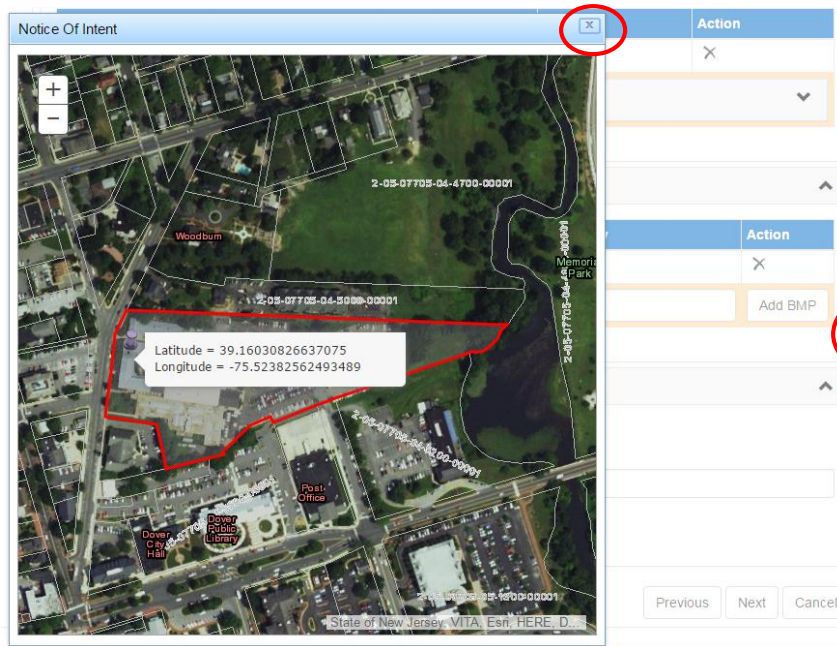 Notice Of Intent
x
Action
+
−
2-05-07705-04-4700-00001
Woodburn
y
Action
Memoria
Park
2-05-07705-04-5000-00001
Add BMP
Latitude = 39.16030826637075
Longitude = -75.52382562493489
Post
Office
Dover
Public
Library
Dover
City
Hall
State of New Jersey, VITA, Esri, HERE, D...
Previous
Next
Cancel